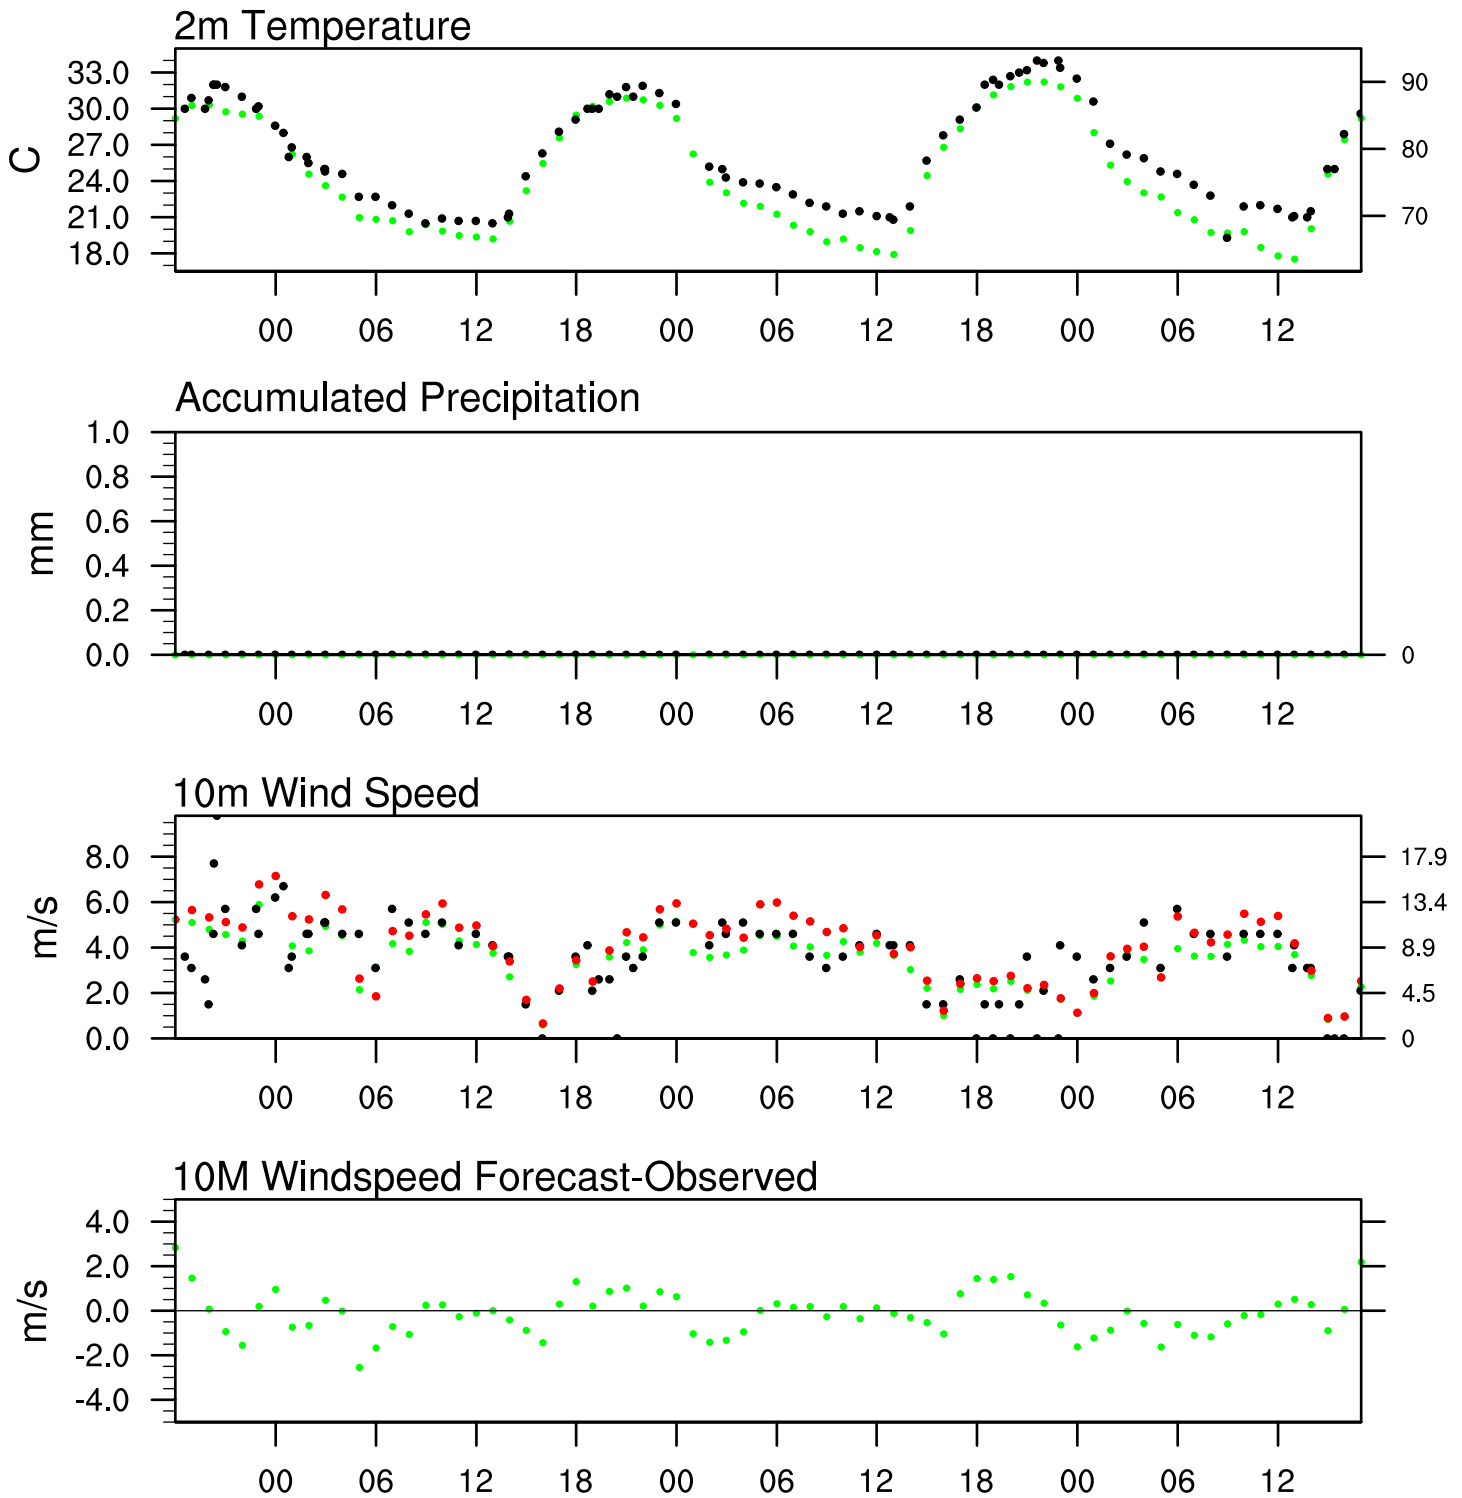 2m Temperature
C
33.0
30.0
27.0
24.0
21.0
18.0
90
80
70
00 06 12 18 00 06 12 18 00 06 12
Accumulated Precipitation
mm
1.0
0.8
0.6
0.4
0.2
0.0
0
00 06 12 18 00 06 12 18 00 06 12
10m Wind Speed
m/s
8.0
6.0
4.0
2.0
0.0
17.9
13.4
8.9
4.5
0
00 06 12 18 00 06 12 18 00 06 12
10M Windspeed Forecast-Observed
m/s
4.0
2.0
0.0
-2.0
-4.0
00 06 12 18 00 06 12 18 00 06 12